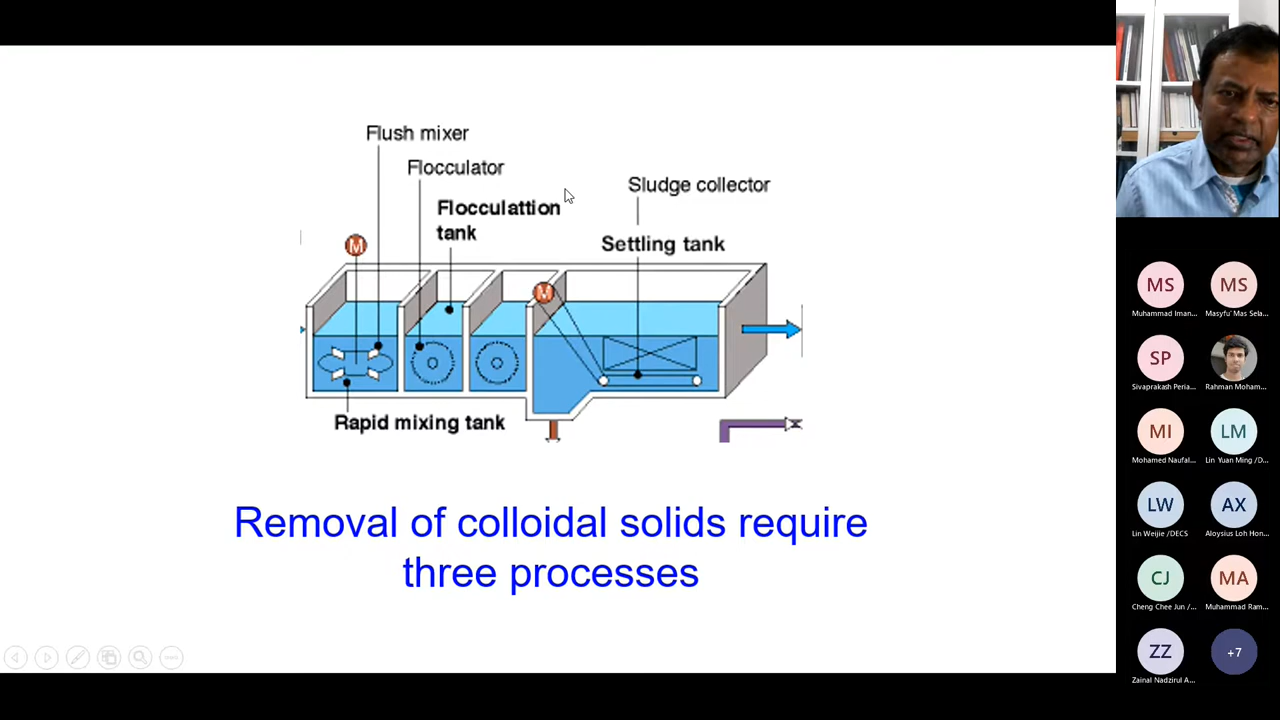 Flush mixer
Flocculator
Flocculattion
tank
Sludge collector
Settling tank
M
M
Rapid mixing tank
Removal of colloidal solids require
three processes
MS
Muhammad Iman...
MS
Masyfu' Mas Sela...
SP
Sivaprakash Peria...
Rahman Moham...
MI
Mohamed Naufal...
LM
Lin Yuan Ming /D...
LW
Lin Weijie /DECS
AX
Aloysius Loh Hon...
CJ
Cheng Chee Jun /...
MA
Muhammad Ram...
ZZ
Zainal Nadzirul A...
+7